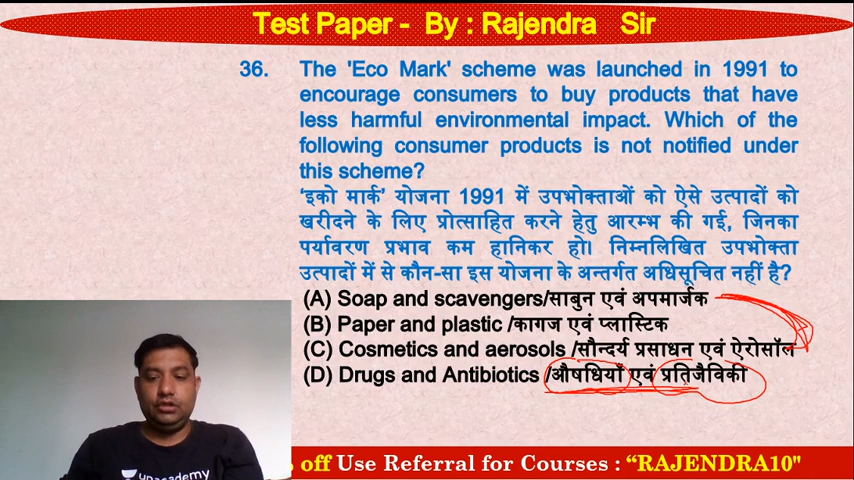 Test Paper - By : Rajendra Sir
36. The 'Eco Mark' scheme was launched in 1991 to
encourage consumers to buy products that have
less harmful environmental impact. Which of the
following consumer products is not notified under
this scheme?
‘इको मार्क’ योजना 1991 में उपभोक्ताओं को ऐसे उत्पादों को
खरीदने के लिए प्रोत्साहित करने हेतु आरम्भ की गई, जिनका
पर्यावरण प्रभाव कम हानिकर हो। निम्नलिखित उपभोक्ता
उत्पादों में से कौन-सा इस योजना के अन्तर्गत अधिसूचित नहीं है?
(A) Soap and scavengers/साबुन एवं अपमार्जक
(B) Paper and plastic /कागज एवं प्लास्टिक
(C) Cosmetics and aerosols /सौन्दर्य प्रसाधन एवं ऐरोसॉल
(D) Drugs and Antibiotics /औषधियाँ एवं प्रतिजैविकी
unacademy
off Use Referral for Courses : “RAJENDRA10"